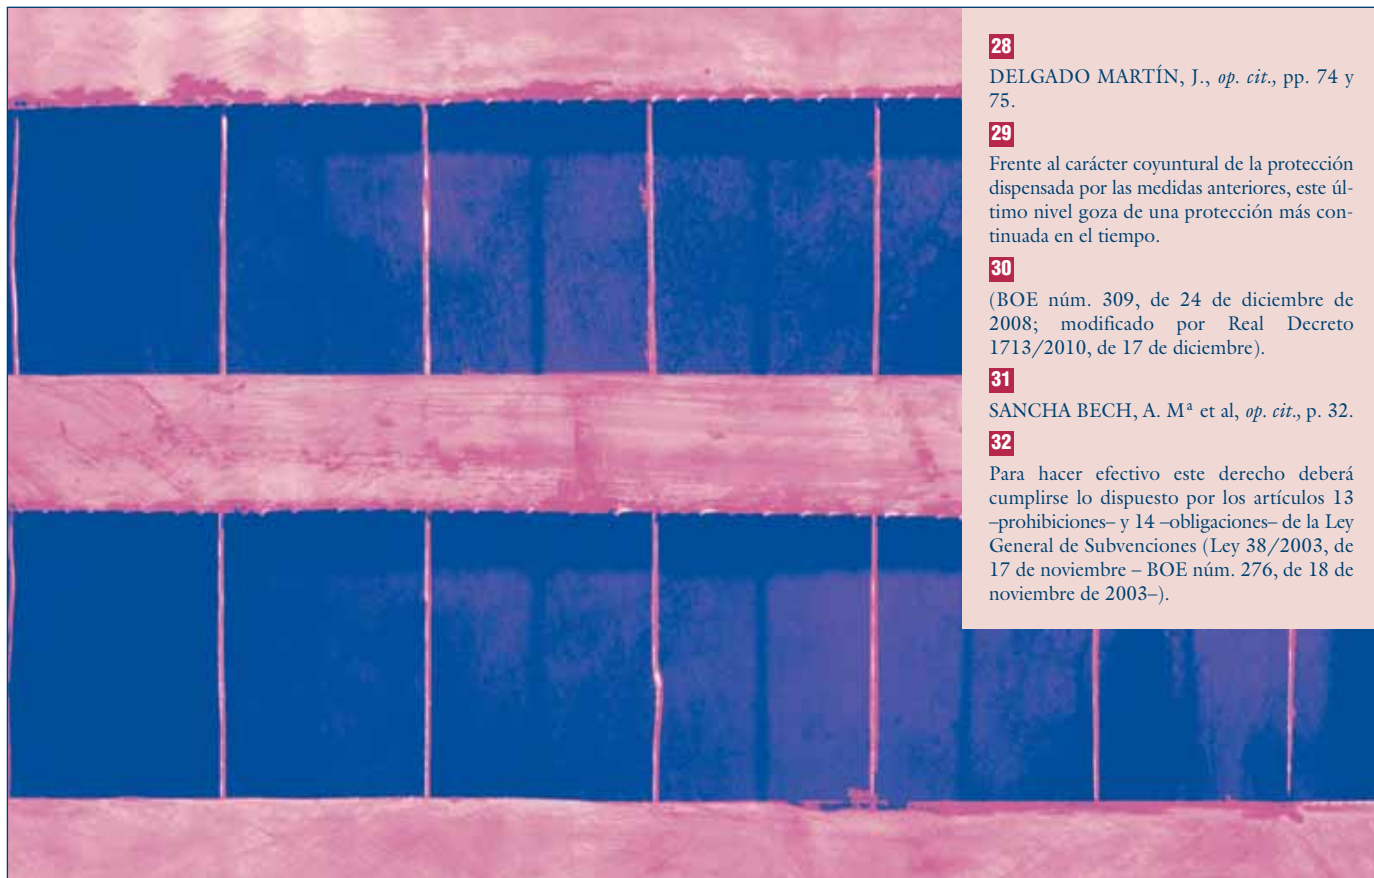 28
DELGADO MARTÍN, J., op. cit., pp. 74 y
75.
29
Frente al carácter coyuntural de la protección
dispensada por las medidas anteriores, este úl-
timo nivel goza de una protección más con-
tinuada en el tiempo.
30
(BOE núm. 309, de 24 de diciembre de
2008; modificado por Real Decreto
1713/2010, de 17 de diciembre).
31
SANCHA BECH, A. Mª et al, op. cit., p. 32.
32
Para hacer efectivo este derecho deberá
cumplirse lo dispuesto por los artículos 13
–prohibiciones– y 14 –obligaciones– de la Ley
General de Subvenciones (Ley 38/2003, de
17 de noviembre – BOE núm. 276, de 18 de
noviembre de 2003–).